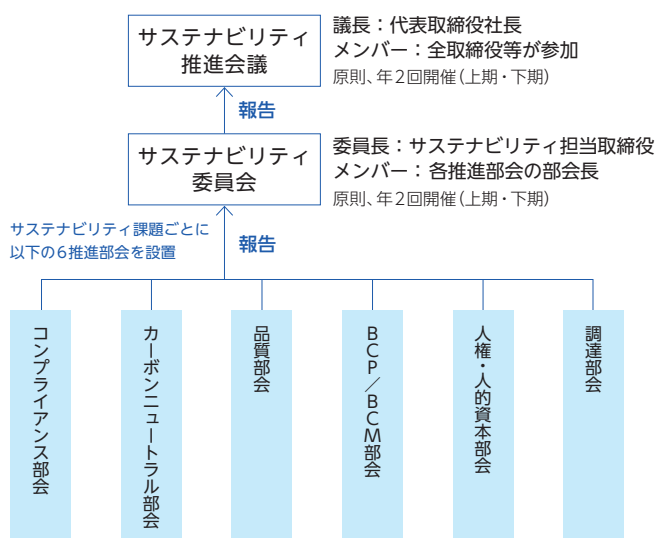 サステナビリティ
推進会議
議長：代表取締役社長
メンバー：全取締役等が参加
原則、年2回開催（上期・下期）
報告
サステナビリティ
委員会
委員長：サステナビリティ担当取締役
メンバー：各推進部会の部会長
原則、年2回開催（上期・下期）
サステナビリティ課題ごとに
以下の6推進部会を設置
報告
コンプライアンス部会
カーボンニュートラル部会
品質部会
BCP／BCM部会
人権・人的資本部会
調達部会